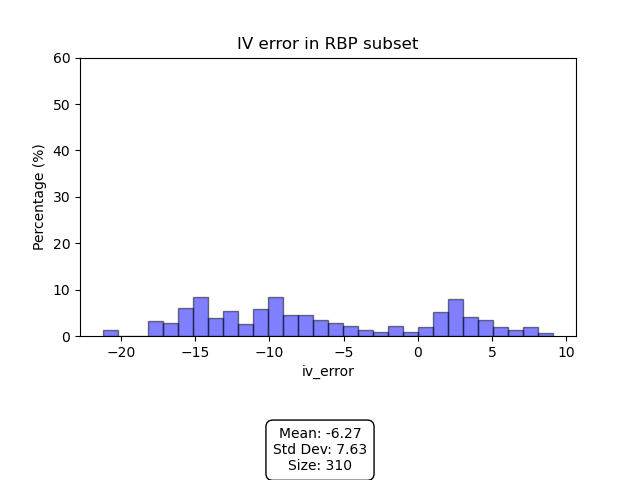 IV error in RBP subset
60
50
40
30
20
10
0
Percentage (%)
−20
−15
−10
−5
0
5
10
iv_error
Mean: -6.27
Std Dev: 7.63
Size: 310